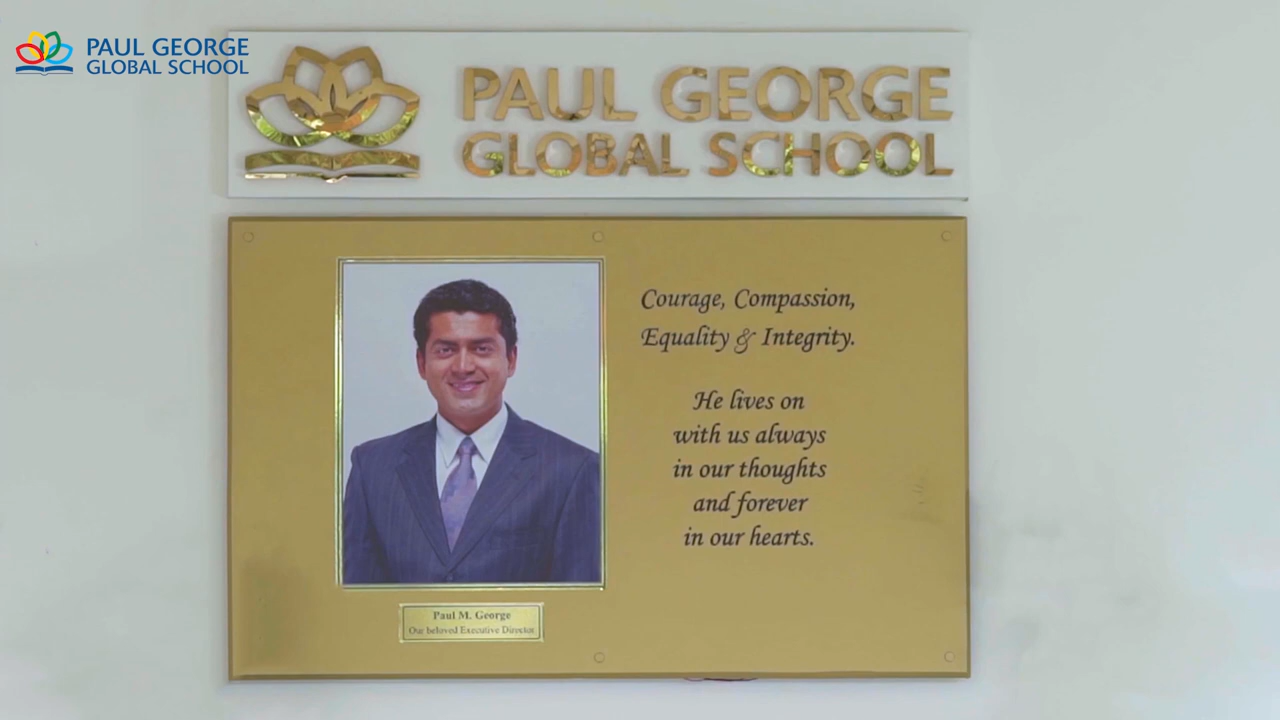 PAUL GEORGE
GLOBAL SCHOOL
PAUL GEORGE
GLOBAL SCHOOL
Courage, Compassion,
Equality & Integrity.
He lives on
with us always
in our thoughts
and forever
in our hearts.
Paul M. George
Our beloved Executive Director